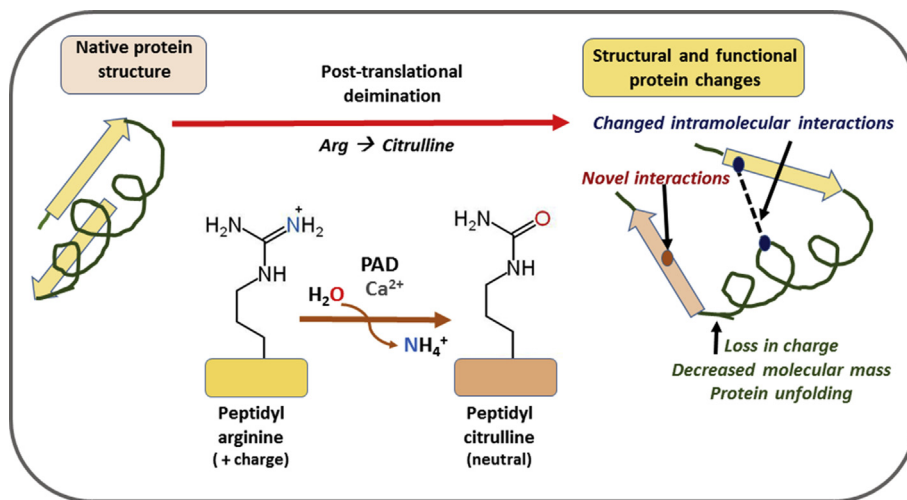 Native protein
structure
Post-translational
deimination
Arg → Citrulline
Structural and functional
protein changes
Changed intramolecular interactions
Novel interactions
H₂N
+
NH₂
NH
PAD
Ca²⁺
H₂O
NH₄⁺
H₂N
O
NH
Loss in charge
Decreased molecular mass
Protein unfolding
Peptidyl
arginine
( + charge)
Peptidyl
citrulline
(neutral)